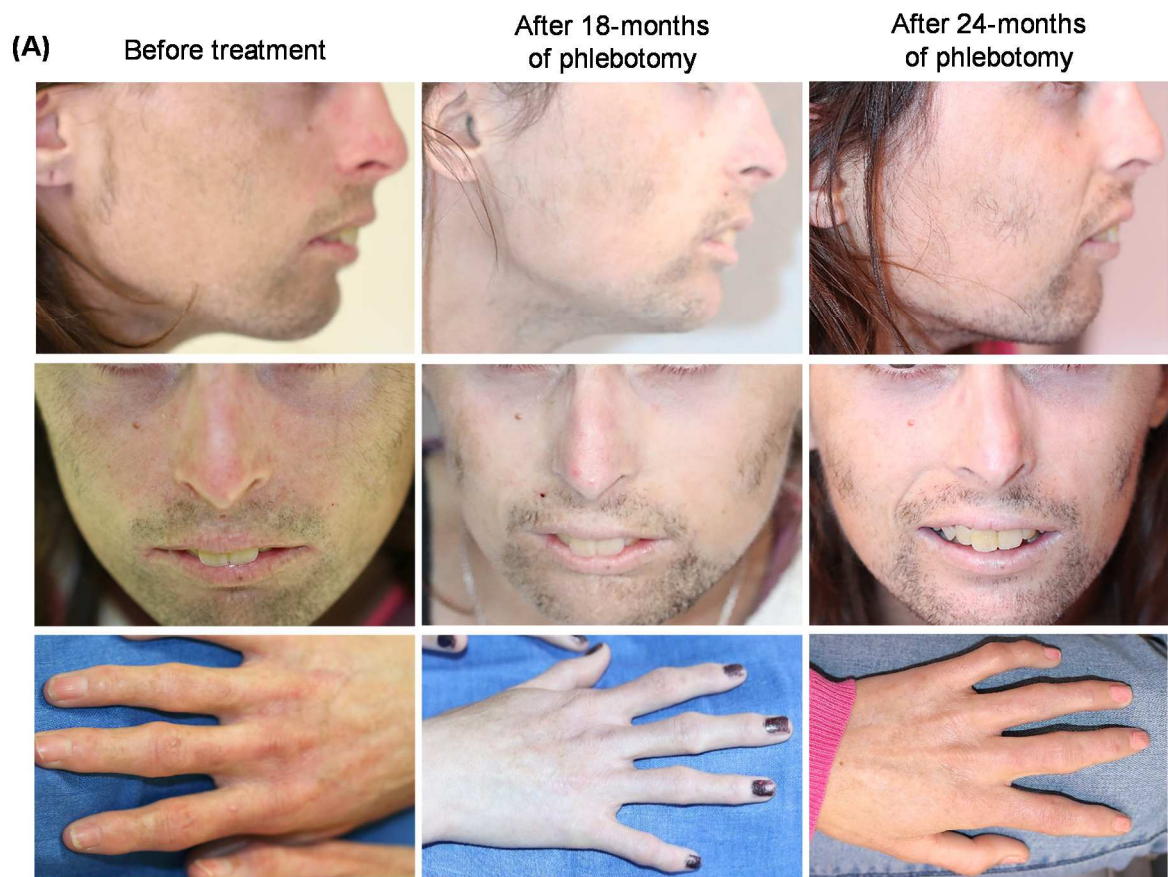 (A)
Before treatment
After 18-months
of phlebotomy
After 24-months
of phlebotomy